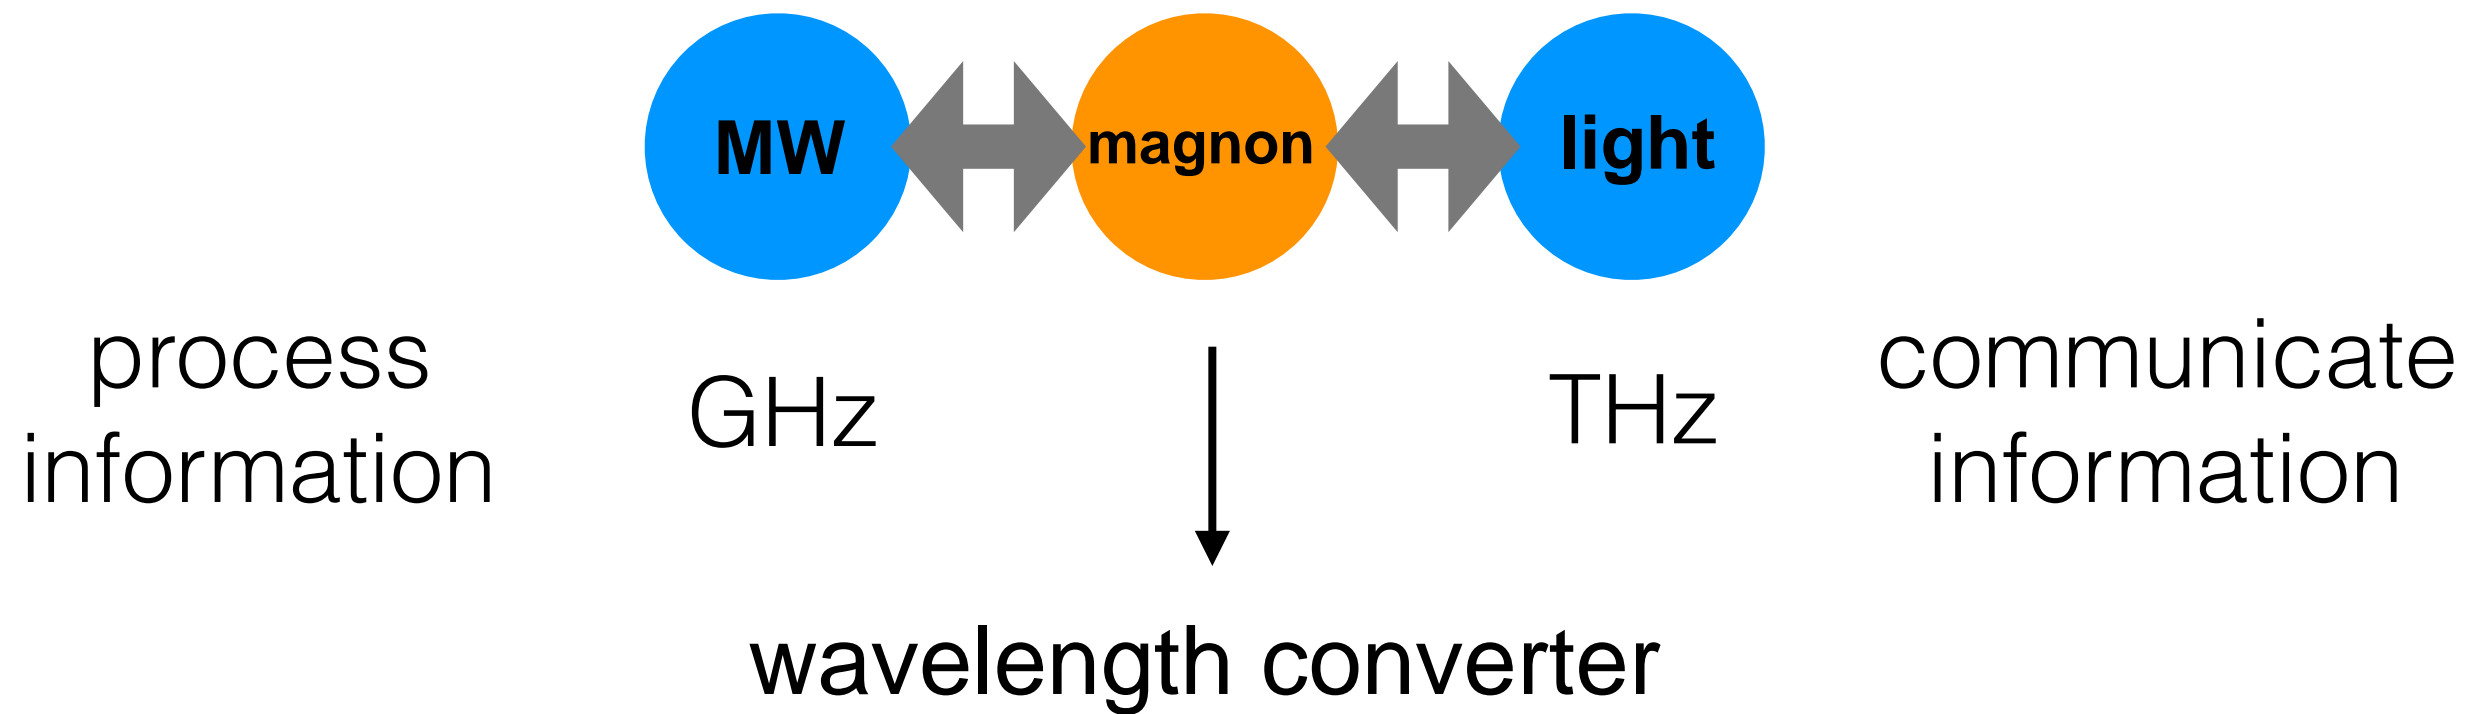 MW
magnon
light
process
information
GHz
THz
communicate
information
wavelength converter